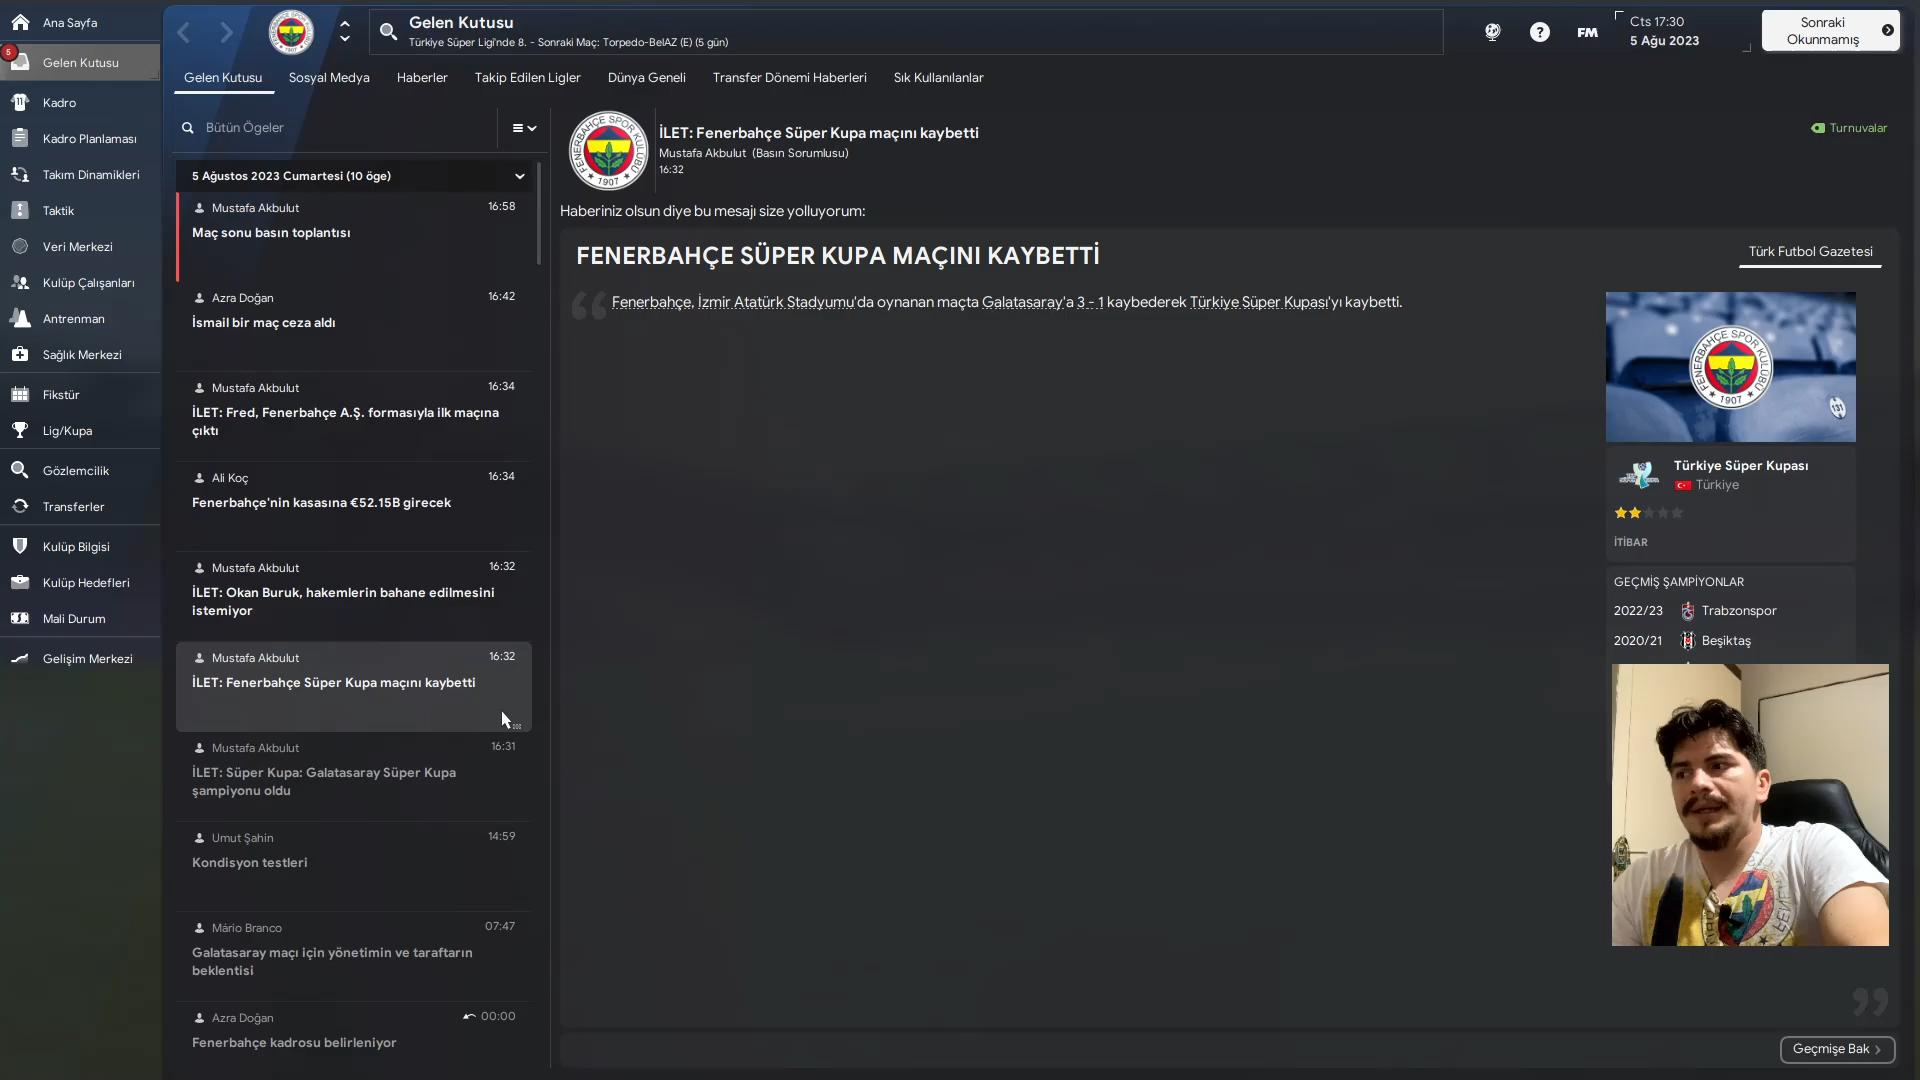 Ana Sayfa
5
Gelen Kutusu
Kadro
Kadro Planlaması
Takım Dinamikleri
Taktik
Veri Merkezi
Kulüp Çalışanları
Antrenman
Sağlık Merkezi
Fikstür
Lig/Kupa
Gözlemcilik
Transferler
Kulüp Bilgisi
Kulüp Hedefleri
Mali Durum
Gelişim Merkezi
Gelen Kutusu
Türkiye Süper Ligi'nde 8. - Sonraki Maç: Torpedo-BelAZ (E) (5 gün)
FM
Cts 17:30
5 Ağu 2023
Sonraki
Okunmamış
Gelen Kutusu
Sosyal Medya
Haberler
Takip Edilen Ligler
Dünya Geneli
Transfer Dönemi Haberleri
Sık Kullanılanlar
Bütün Ögeler
5 Ağustos 2023 Cumartesi (10 öge)
Mustafa Akbulut 16:58
Maç sonu basın toplantısı
Azra Doğan 16:42
İsmail bir maç ceza aldı
Mustafa Akbulut 16:34
İLET: Fred, Fenerbahçe A.Ş. formasıyla ilk maçına
çıktı
Ali Koç 16:34
Fenerbahçe'nin kasasına €52.15B girecek
Mustafa Akbulut 16:32
İLET: Okan Buruk, hakemlerin bahane edilmesini
istemiyor
Mustafa Akbulut 16:32
İLET: Fenerbahçe Süper Kupa maçını kaybetti
Mustafa Akbulut 16:31
İLET: Süper Kupa: Galatasaray Süper Kupa
şampiyonu oldu
Umut Şahin 14:59
Kondisyon testleri
Mário Branco 07:47
Galatasaray maçı için yönetimin ve taraftarın
beklentisi
Azra Doğan 00:00
Fenerbahçe kadrosu belirleniyor
FENERBAHÇE SPOR KULÜBÜ
1907
İLET: Fenerbahçe Süper Kupa maçını kaybetti
Mustafa Akbulut (Basın Sorumlusu)
16:32
Turnuvalar
Haberiniz olsun diye bu mesajı size yolluyorum:
FENERBAHÇE SÜPER KUPA MAÇINI KAYBETTİ
Türk Futbol Gazetesi
Fenerbahçe, İzmir Atatürk Stadyumu'da oynanan maçta Galatasaray'a 3 - 1 kaybederek Türkiye Süper Kupası'yı kaybetti.
FENERBAHÇE SPOR KULÜBÜ
1907
131
Türkiye Süper Kupası
Türkiye
İTİBAR
GEÇMİŞ ŞAMPİYONLAR
2022/23 Trabzonspor
2020/21 Beşiktaş
Geçmişe Bak